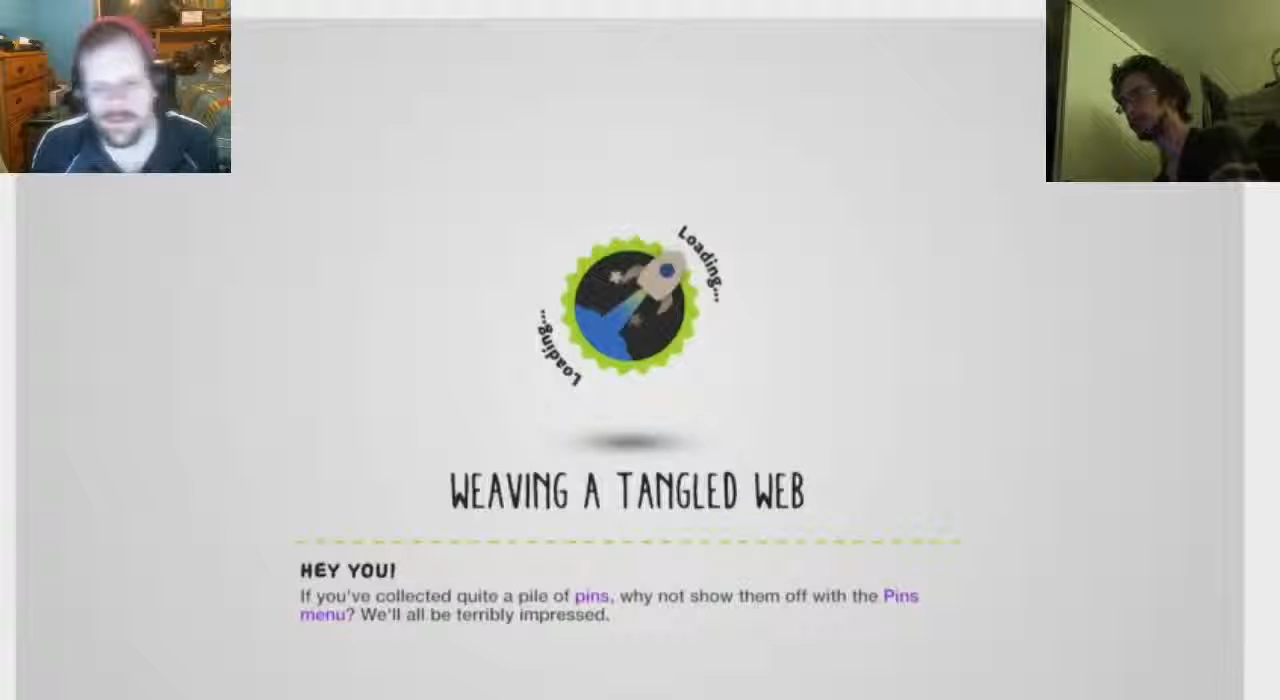 Loading...
Loading...
WEAVING A TANGLED WEB
HEY YOU!
If you've collected quite a pile of pins, why not show them off with the Pins
menu? We'll all be terribly impressed.